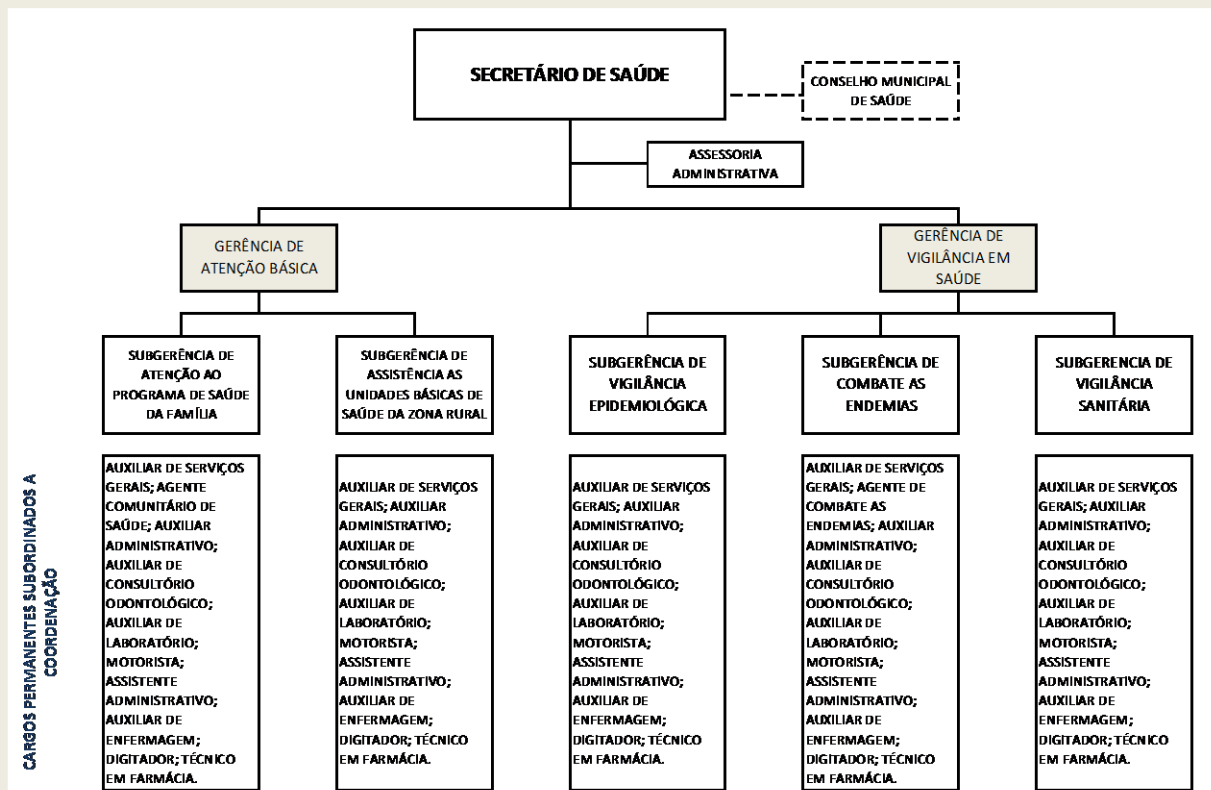 SECRETÁRIO DE SAÚDE
CONSELHO MUNICIPAL
DE SAÚDE
ASSESSORIA
ADMINISTRATIVA
GERÊNCIA DE
ATENÇÃO BÁSICA
GERÊNCIA DE
VIGILÂNCIA EM
SAÚDE
SUBGERÊNCIA DE
ATENÇÃO AO
PROGRAMA DE SAÚDE
DA FAMÍLIA
SUBGERÊNCIA DE
ASSISTÊNCIA AS
UNIDADES BÁSICAS DE
SAÚDE DA ZONA RURAL
SUBGERÊNCIA DE
VIGILÂNCIA
EPIDEMIOLÓGICA
SUBGERÊNCIA DE
COMBATE AS
ENDEMIAS
SUBGERENCIA DE
VIGILÂNCIA
SANITÁRIA
CARGOS PERMANENTES SUBORDINADOS A
COORDENAÇÃO
AUXILIAR DE SERVIÇOS
GERAIS; AGENTE
COMUNITÁRIO DE
SAÚDE; AUXILIAR
ADMINISTRATIVO;
AUXILIAR DE
CONSULTÓRIO
ODONTOLÓGICO;
AUXILIAR DE
LABORATÓRIO;
MOTORISTA;
ASSISTENTE
ADMINISTRATIVO;
AUXILIAR DE
ENFERMAGEM;
DIGITADOR; TÉCNICO
EM FARMÁCIA.
AUXILIAR DE SERVIÇOS
GERAIS; AUXILIAR
ADMINISTRATIVO;
AUXILIAR DE
CONSULTÓRIO
ODONTOLÓGICO;
AUXILIAR DE
LABORATÓRIO;
MOTORISTA;
ASSISTENTE
ADMINISTRATIVO;
AUXILIAR DE
ENFERMAGEM;
DIGITADOR; TÉCNICO
EM FARMÁCIA.
AUXILIAR DE SERVIÇOS
GERAIS; AUXILIAR
ADMINISTRATIVO;
AUXILIAR DE
CONSULTÓRIO
ODONTOLÓGICO;
AUXILIAR DE
LABORATÓRIO;
MOTORISTA;
ASSISTENTE
ADMINISTRATIVO;
AUXILIAR DE
ENFERMAGEM;
DIGITADOR; TÉCNICO
EM FARMÁCIA.
AUXILIAR DE SERVIÇOS
GERAIS; AGENTE DE
COMBATE AS
ENDEMIAS; AUXILIAR
ADMINISTRATIVO;
AUXILIAR DE
CONSULTÓRIO
ODONTOLÓGICO;
AUXILIAR DE
LABORATÓRIO;
MOTORISTA;
ASSISTENTE
ADMINISTRATIVO;
AUXILIAR DE
ENFERMAGEM;
DIGITADOR; TÉCNICO
EM FARMÁCIA.
AUXILIAR DE SERVIÇOS
GERAIS; AUXILIAR
ADMINISTRATIVO;
AUXILIAR DE
CONSULTÓRIO
ODONTOLÓGICO;
AUXILIAR DE
LABORATÓRIO;
MOTORISTA;
ASSISTENTE
ADMINISTRATIVO;
AUXILIAR DE
ENFERMAGEM;
DIGITADOR; TÉCNICO
EM FARMÁCIA.